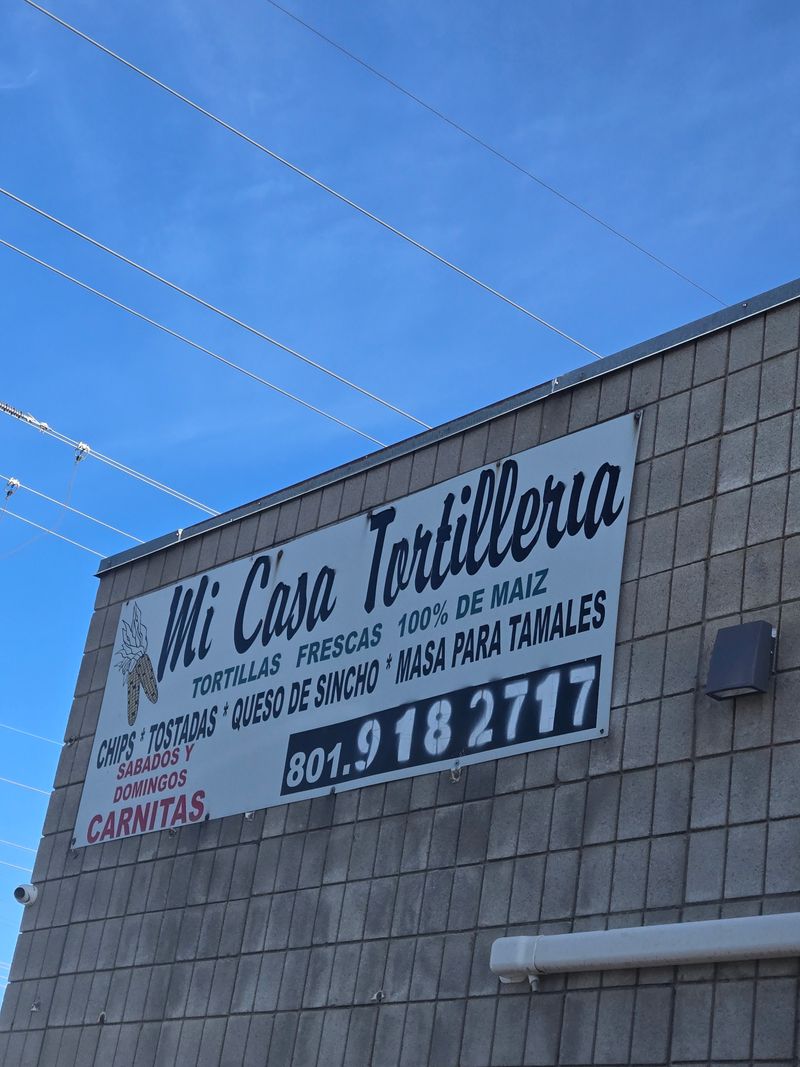 Mi Casa Tortilleria
TORTILLAS FRESCAS 100% DE MAIZ
CHIPS * TOSTADAS * QUESO DE SINCHO * MASA PARA TAMALES
SABADOS Y
DOMINGOS
CARNITAS
801.918 2717